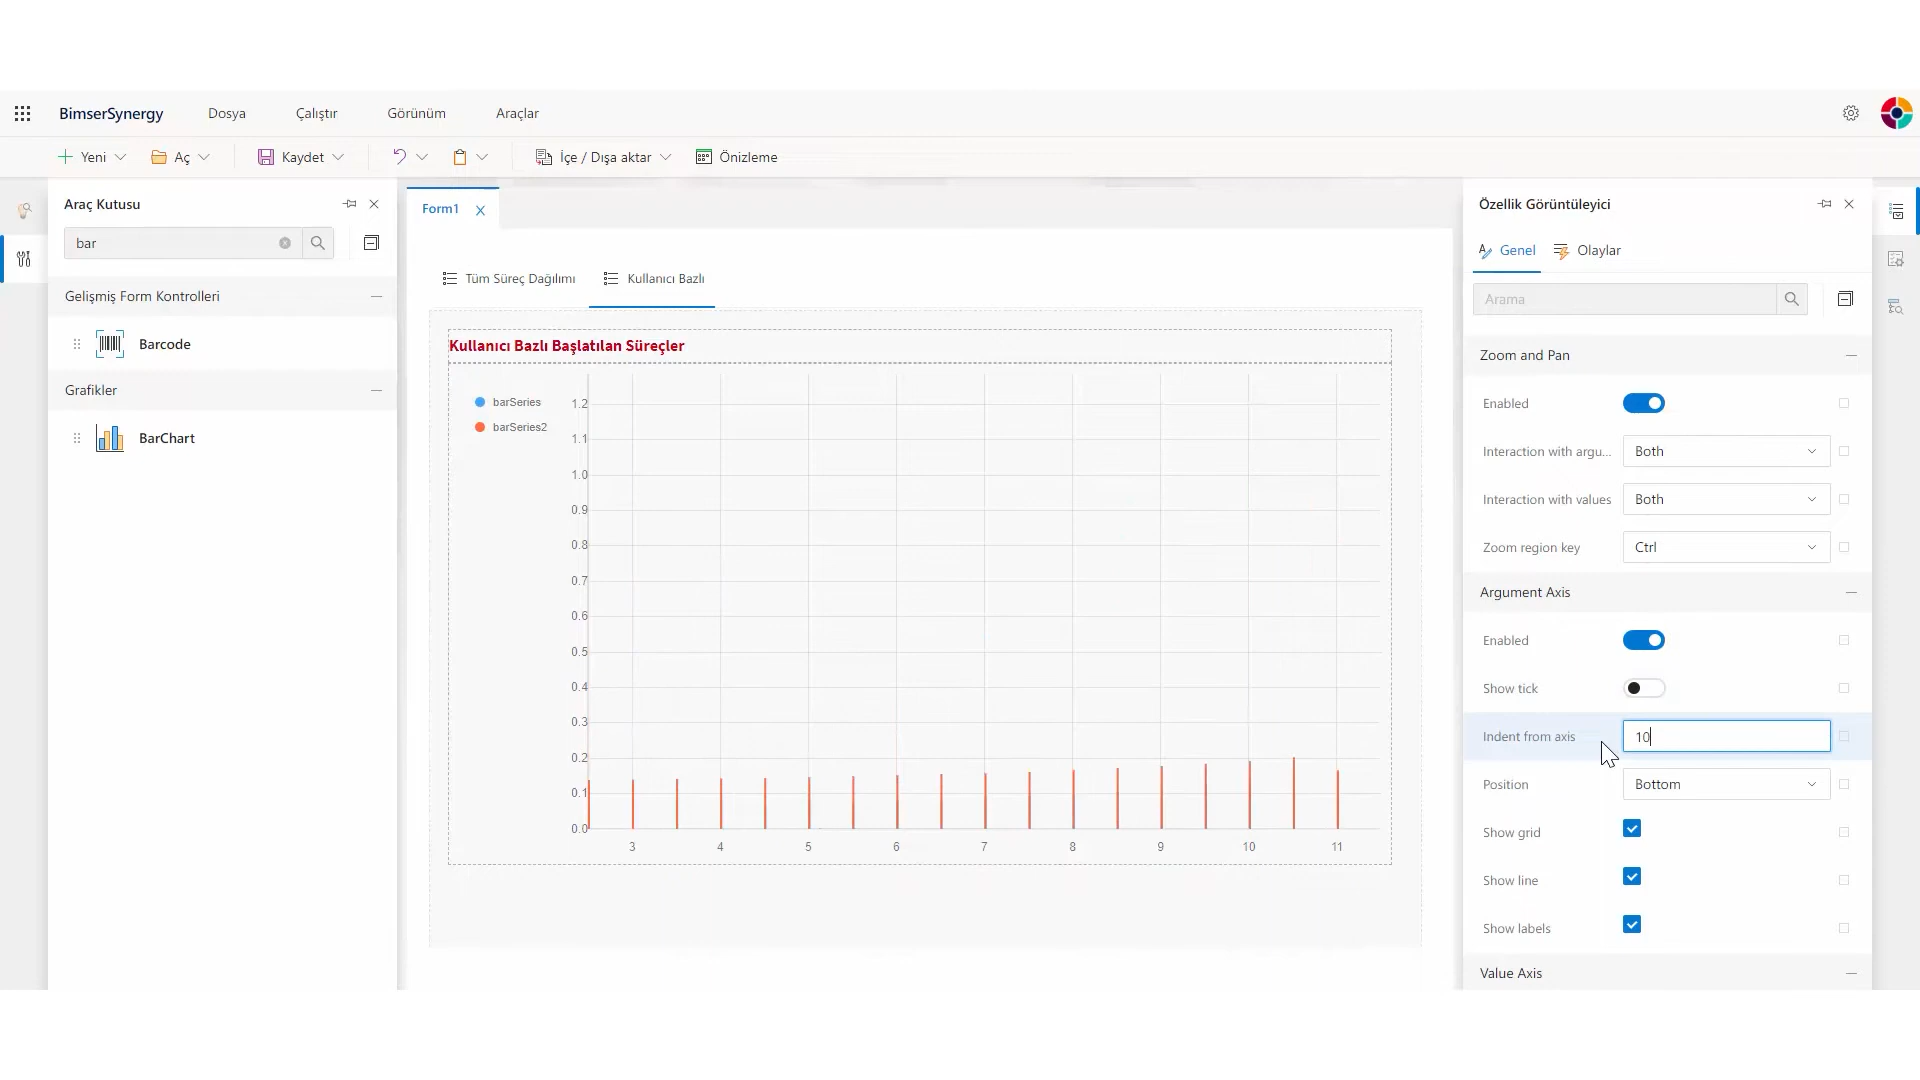 BimserSynergy Dosya Çalıştır Görünüm Araçlar
Yeni Aç Kaydet İçe / Dışa aktar Önizleme
Araç Kutusu
bar
Gelişmiş Form Kontrolleri
Barcode
Grafikler
BarChart
Form1
Tüm Süreç Dağılımı Kullanıcı Bazlı
Kullanıcı Bazlı Başlatılan Süreçler
barSeries
barSeries2
1.2
1.1
1.0
0.9
0.8
0.7
0.6
0.5
0.4
0.3
0.2
0.1
0.0
3 4 5 6 7 8 9 10 11
Özellik Görüntüleyici
Genel Olaylar
Arama
Zoom and Pan
Enabled
Interaction with argu... Both
Interaction with values Both
Zoom region key Ctrl
Argument Axis
Enabled
Show tick
Indent from axis 10
Position Bottom
Show grid
Show line
Show labels
Value Axis